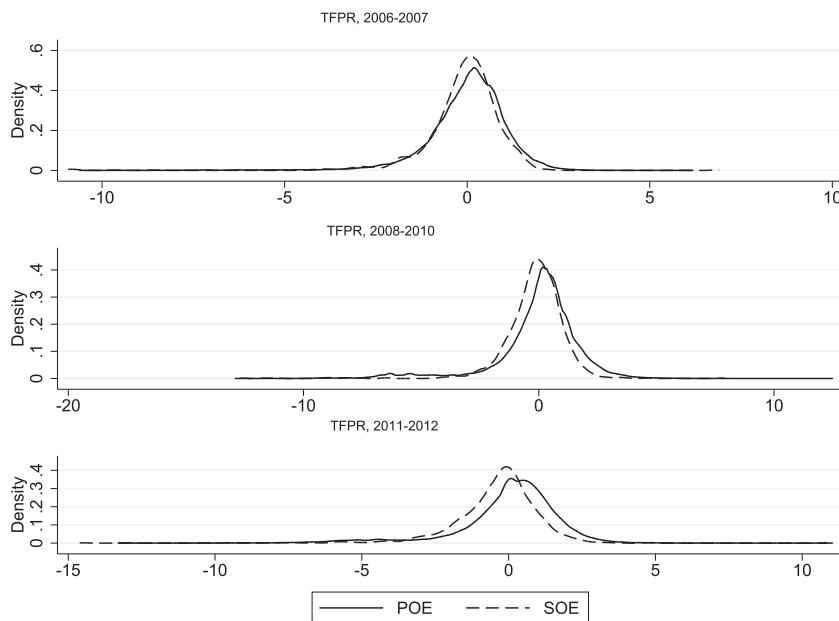 TFPR, 2006-2007
Density
.6
.4
.2
0
-10 -5 0 5 10
TFPR, 2008-2010
Density
.4
.3
.2
.1
0
-20 -10 0 10
TFPR, 2011-2012
Density
.4
.3
.2
.1
0
-15 -10 -5 0 5 10
POE SOE